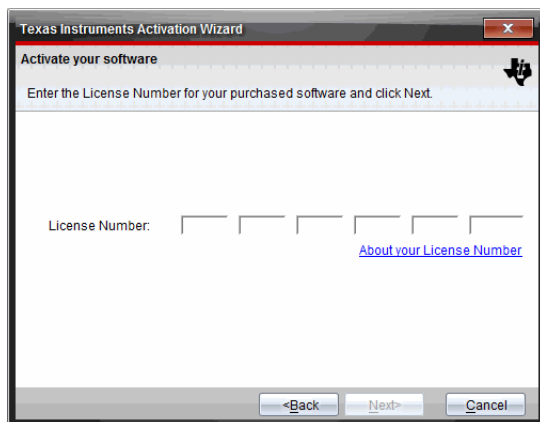 Texas Instruments Activation Wizard
Activate your software
Enter the License Number for your purchased software and click Next.
License Number:
About your License Number
<Back Next> Cancel